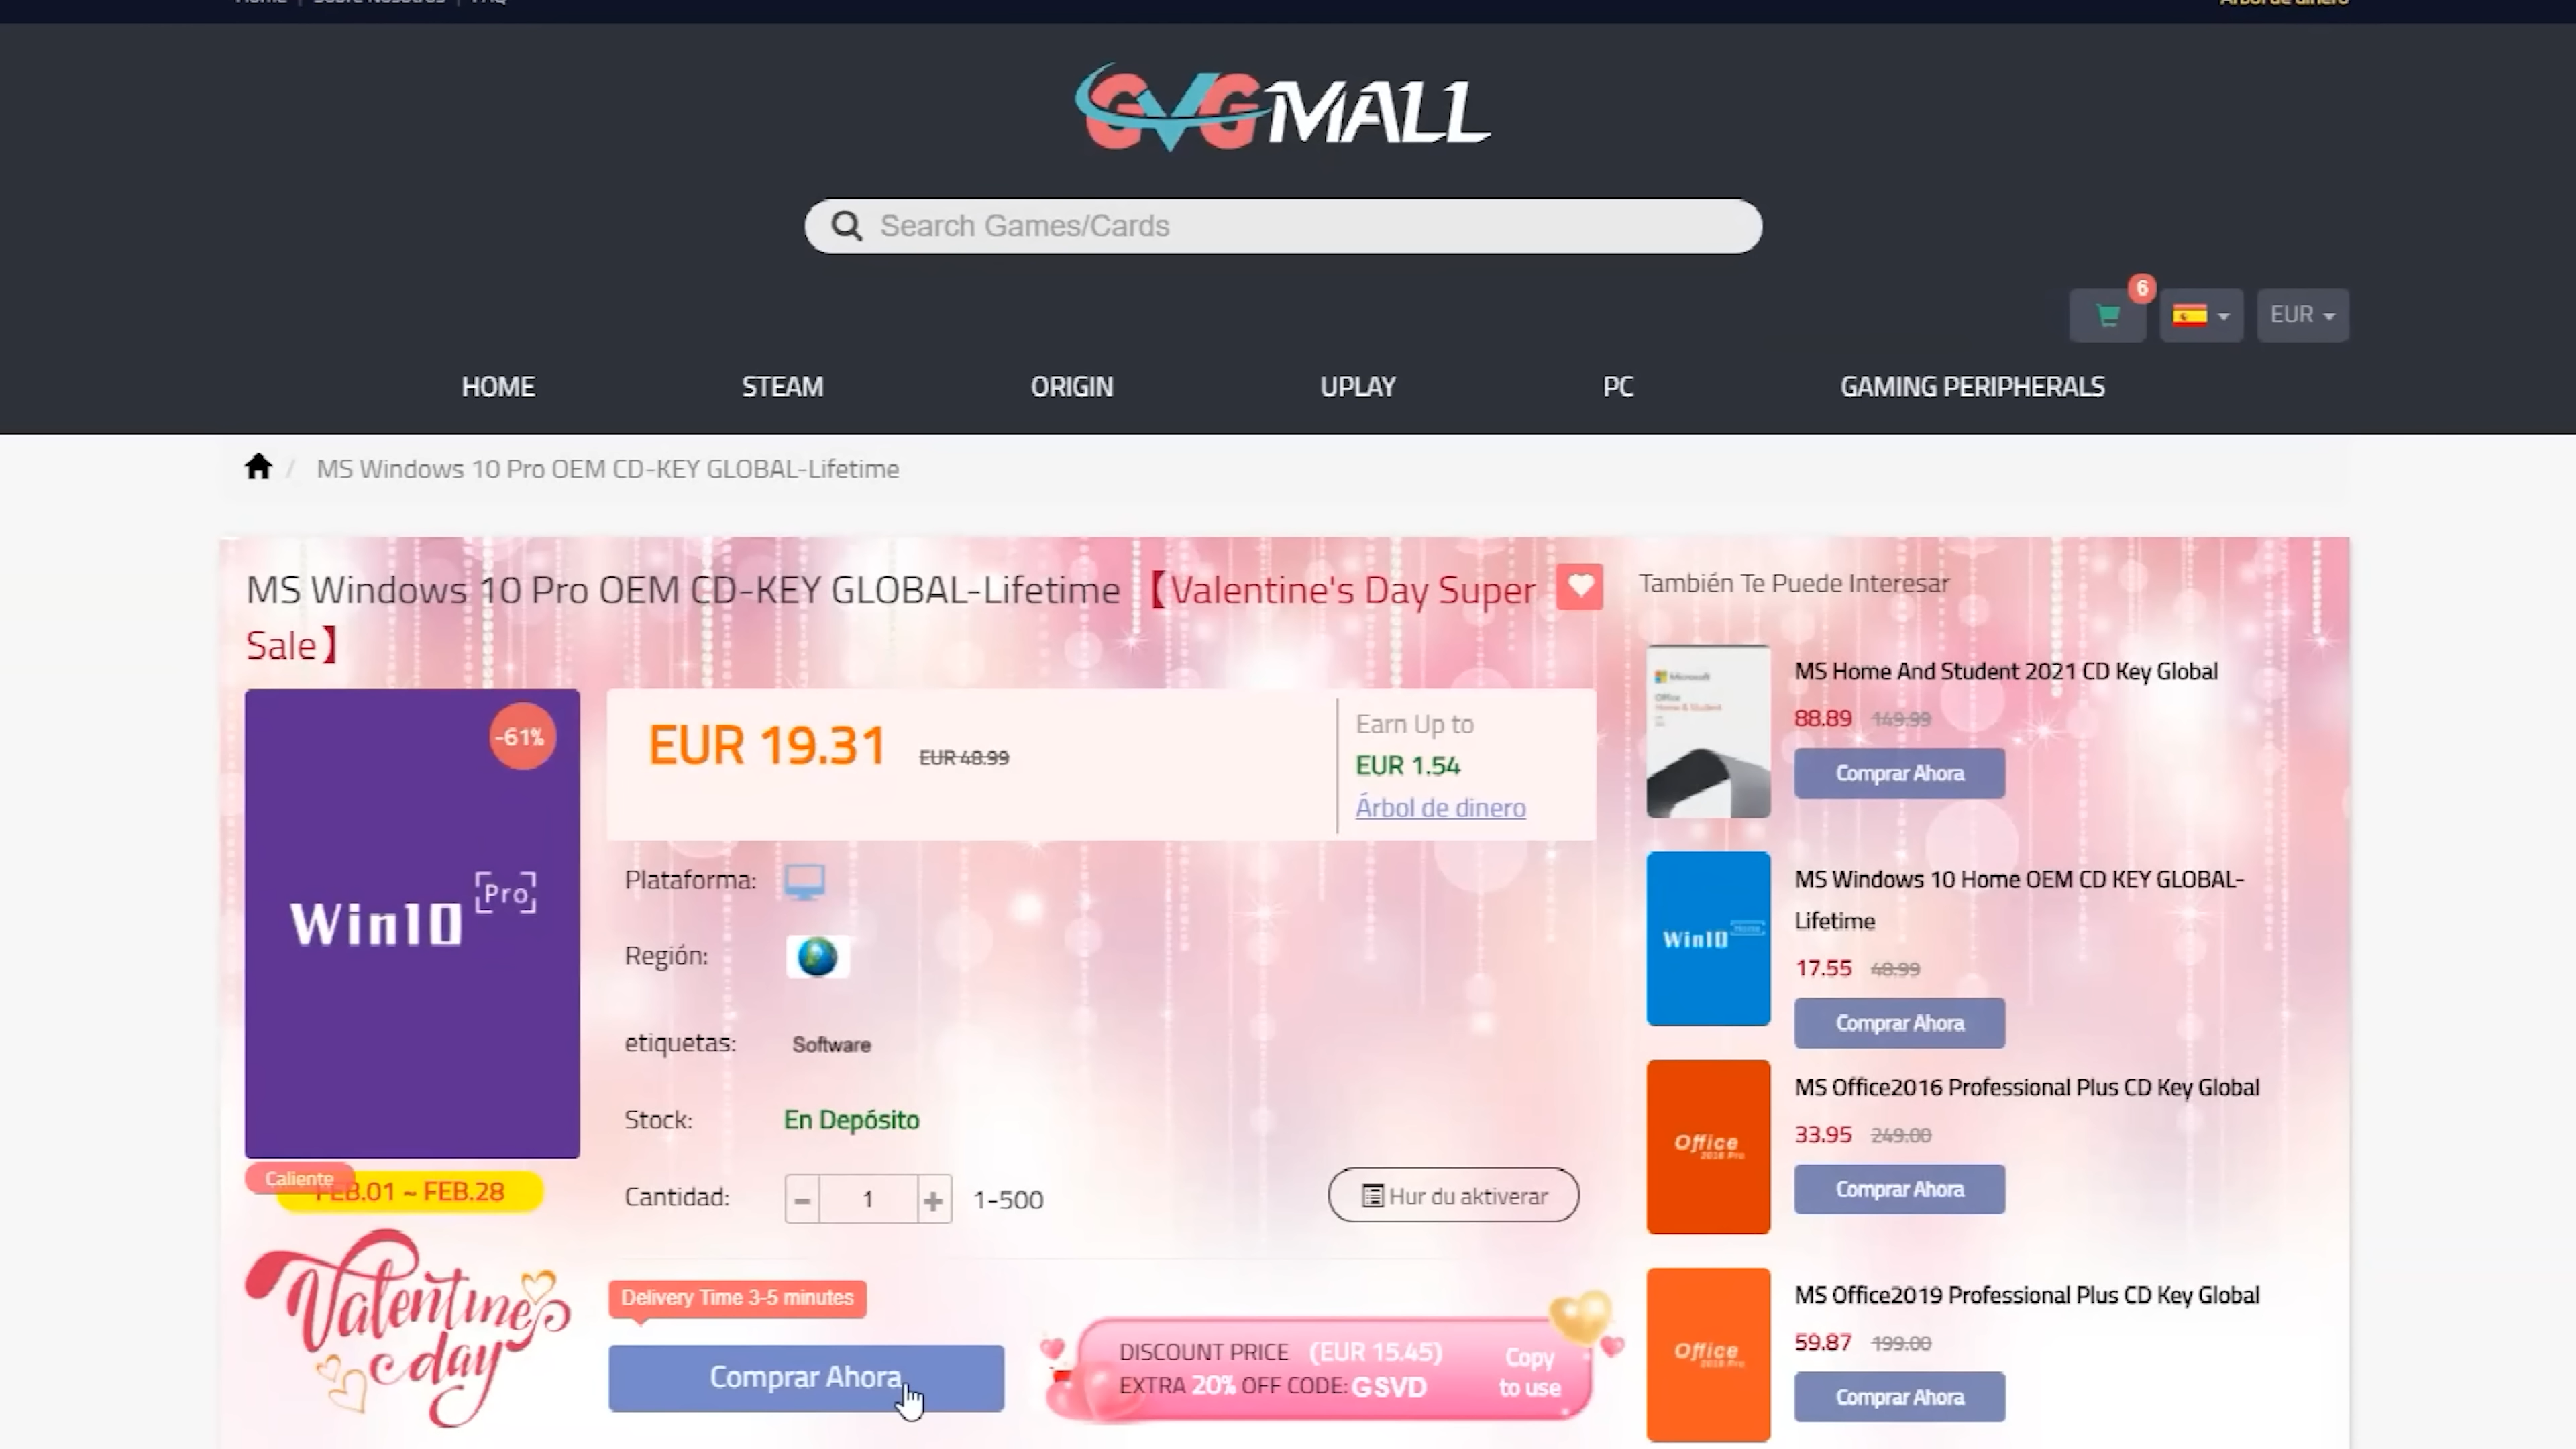 GVGMALL
Search Games/Cards
6
EUR
HOME STEAM ORIGIN UPLAY PC GAMING PERIPHERALS
/ MS Windows 10 Pro OEM CD-KEY GLOBAL-Lifetime
MS Windows 10 Pro OEM CD-KEY GLOBAL-Lifetime 【Valentine's Day Super
Sale】
-61%
Win10 [Pro]
Caliente
FEB.01 ~ FEB.28
Valentine's
day
EUR 19.31 EUR 48.99
Earn Up to
EUR 1.54
Árbol de dinero
Plataforma:
Región:
etiquetas: Software
Stock: En Depósito
Cantidad: − 1 + 1-500
Hur du aktiverar
Delivery Time 3-5 minutes
Comprar Ahora
DISCOUNT PRICE (EUR 15.45)
EXTRA 20% OFF CODE: GSVD
Copy
to use
También Te Puede Interesar
Microsoft
Office
Home & Student
MS Home And Student 2021 CD Key Global
88.89 149.99
Comprar Ahora
Win10 Home
MS Windows 10 Home OEM CD KEY GLOBAL-
Lifetime
17.55 48.99
Comprar Ahora
Office
2016 Pro
MS Office2016 Professional Plus CD Key Global
33.95 249.00
Comprar Ahora
Office
MS Office2019 Professional Plus CD Key Global
59.87 199.00
Comprar Ahora